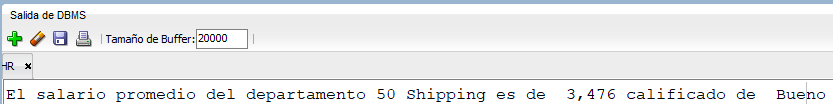 Salida de DBMS
Tamaño de Buffer: 20000
HR ×
El salario promedio del departamento 50 Shipping es de  3,476 calificado de  Bueno